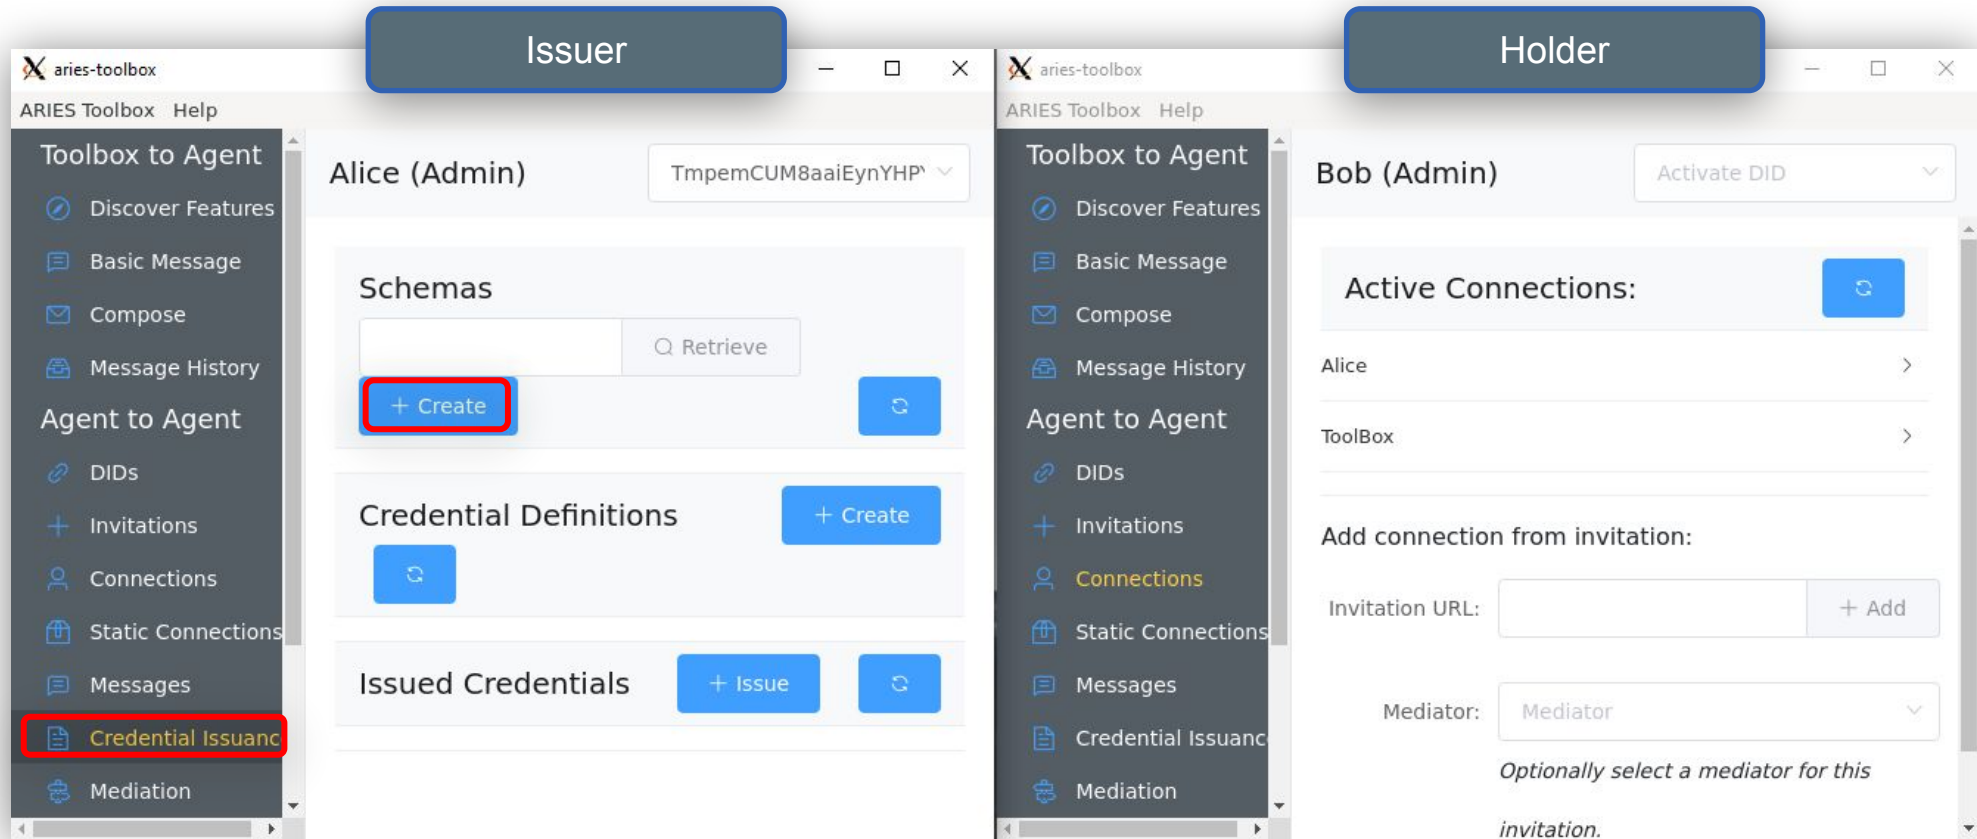 Issuer
aries-toolbox
ARIES Toolbox Help
Toolbox to Agent
Discover Features
Basic Message
Compose
Message History
Agent to Agent
DIDs
Invitations
Connections
Static Connections
Messages
Credential Issuanc
Mediation
Alice (Admin)
TmpemCUM8aaiEynYHP
Schemas
Retrieve
+ Create
Credential Definitions
+ Create
Issued Credentials
+ Issue
Holder
aries-toolbox
ARIES Toolbox Help
Toolbox to Agent
Discover Features
Basic Message
Compose
Message History
Agent to Agent
DIDs
Invitations
Connections
Static Connections
Messages
Credential Issuanc
Mediation
Bob (Admin)
Activate DID
Active Connections:
Alice
ToolBox
Add connection from invitation:
Invitation URL:
+ Add
Mediator:
Mediator
Optionally select a mediator for this
invitation.